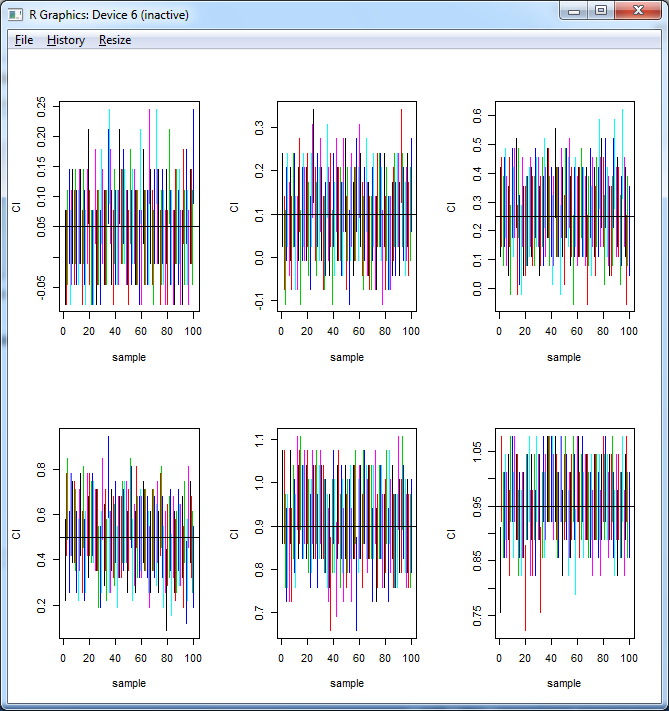 R Graphics: Device 6 (inactive)
File History Resize
CI
-0.05 0.05 0.10 0.15 0.20 0.25
0 20 40 60 80 100
sample
CI
-0.1 0.0 0.1 0.2 0.3
0 20 40 60 80 100
sample
CI
0.0 0.1 0.2 0.3 0.4 0.5 0.6
0 20 40 60 80 100
sample
CI
0.2 0.4 0.6 0.8
0 20 40 60 80 100
sample
CI
0.7 0.8 0.9 1.0 1.1
0 20 40 60 80 100
sample
CI
0.75 0.85 0.95 1.05
0 20 40 60 80 100
sample